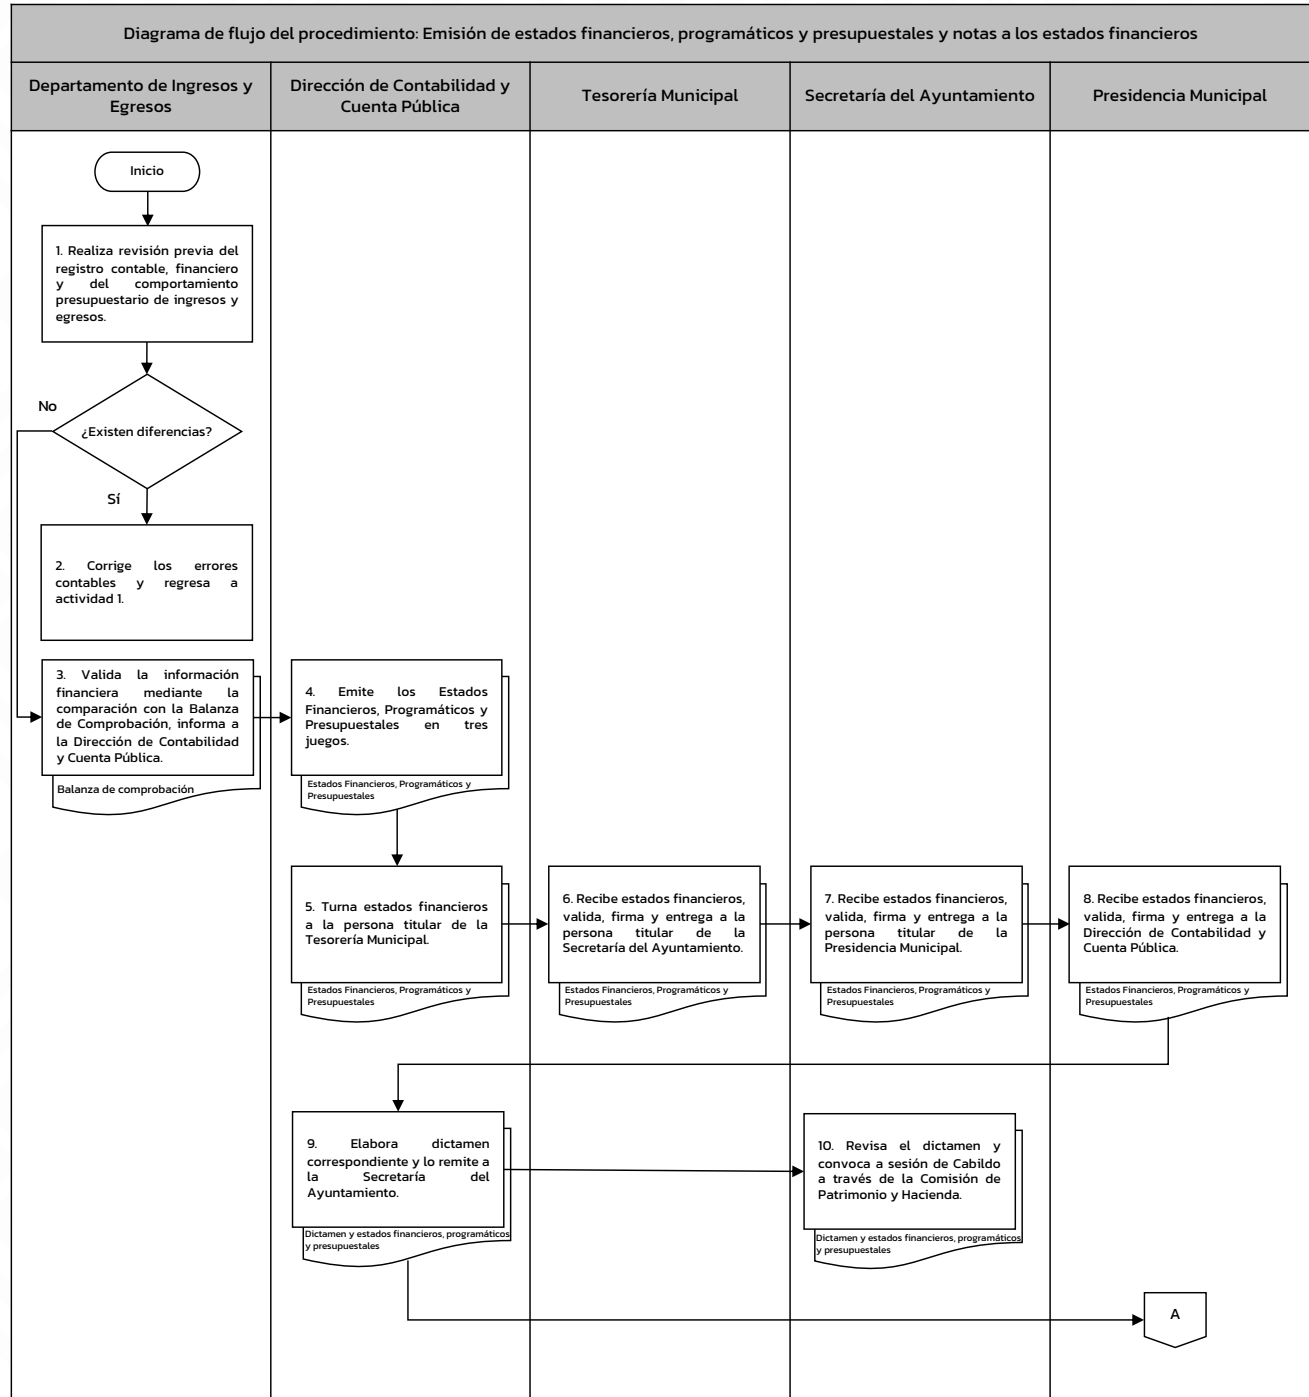 Diagrama de flujo del procedimiento: Emisión de estados financieros, programáticos y presupuestales y notas a los estados financieros
Departamento de Ingresos y
Egresos
Dirección de Contabilidad y
Cuenta Pública
Tesorería Municipal
Secretaría del Ayuntamiento
Presidencia Municipal
Inicio
1. Realiza revisión previa del
registro contable, financiero
y del comportamiento
presupuestario de ingresos y
egresos.
No
¿Existen diferencias?
Sí
2. Corrige los errores
contables y regresa a
actividad 1.
3. Valida la información
financiera mediante la
comparación con la Balanza
de Comprobación, informa a
la Dirección de Contabilidad
y Cuenta Pública.
Balanza de comprobación
4. Emite los Estados
Financieros, Programáticos y
Presupuestales en tres
juegos.
Estados Financieros, Programáticos y
Presupuestales
5. Turna estados financieros
a la persona titular de la
Tesorería Municipal.
Estados Financieros, Programáticos y
Presupuestales
6. Recibe estados financieros,
valida, firma y entrega a la
persona titular de la
Secretaría del Ayuntamiento.
Estados Financieros, Programáticos y
Presupuestales
7. Recibe estados financieros,
valida, firma y entrega a la
persona titular de la
Presidencia Municipal.
Estados Financieros, Programáticos y
Presupuestales
8. Recibe estados financieros,
valida, firma y entrega a la
Dirección de Contabilidad y
Cuenta Pública.
Estados Financieros, Programáticos y
Presupuestales
9. Elabora dictamen
correspondiente y lo remite a
la Secretaría del
Ayuntamiento.
Dictamen y estados financieros, programáticos
y presupuestales
10. Revisa el dictamen y
convoca a sesión de Cabildo
a través de la Comisión de
Patrimonio y Hacienda.
Dictamen y estados financieros, programáticos
y presupuestales
A